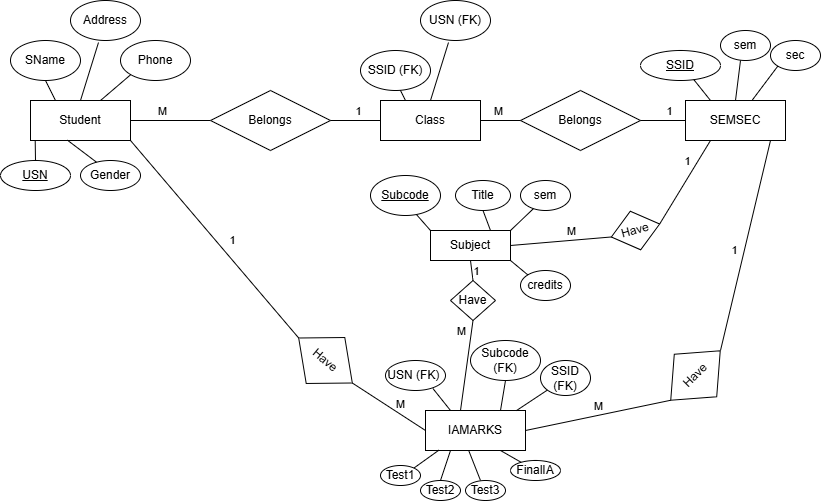 Address
USN (FK)
SName
Phone
SSID (FK)
SSID
sem
sec
Student
M
Belongs
1
Class
M
Belongs
1
SEMSEC
USN
Gender
1
Subcode
Title
sem
Subject
M
Have
1
1
credits
1
Have
M
Have
USN (FK)
Subcode
(FK)
SSID
(FK)
Have
M
M
IAMARKS
Test1
Test2
Test3
FinalIA